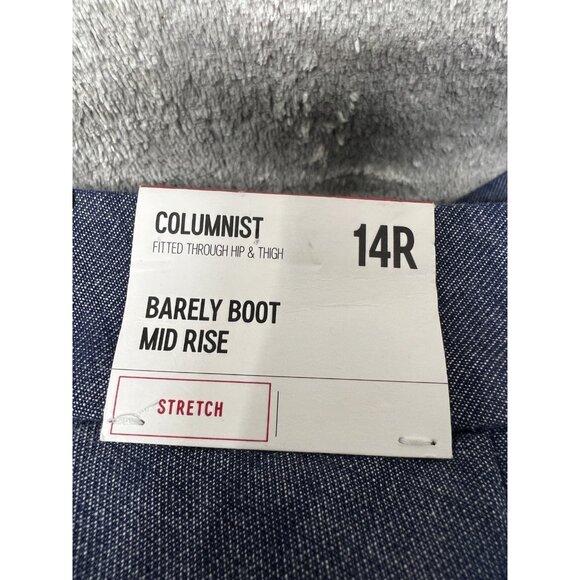 COLUMNIST
14R
FITTED THROUGH HIP & THIGH
BARELY BOOT
MID RISE
STRETCH